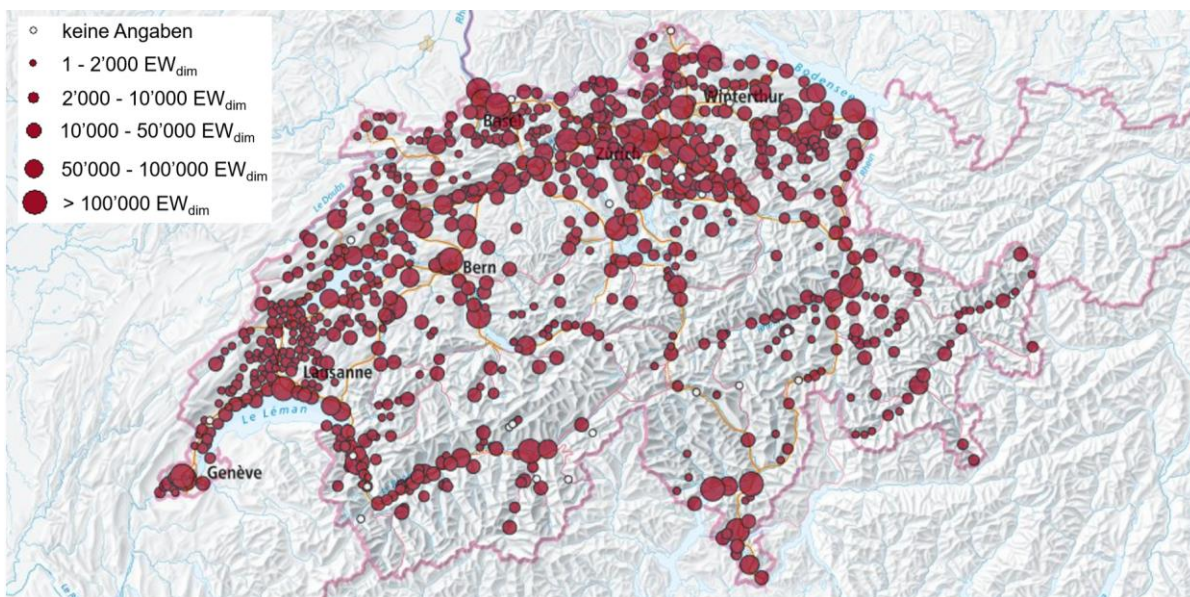 keine Angaben
1 - 2’000 EWdim
2’000 - 10’000 EWdim
10’000 - 50’000 EWdim
50’000 - 100’000 EWdim
> 100’000 EWdim
Bodensee
Winterthur
Basel
Zürich
Rhein
Le Doubs
Bern
Lausanne
Le Léman
Genève